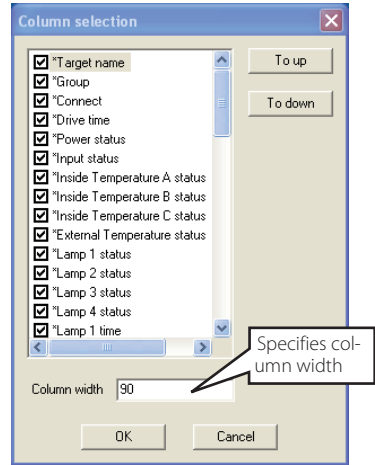 Column selection
*Target name
To up
*Group
*Connect
To down
*Drive time
*Power status
*Input status
*Inside Temperature A status
*Inside Temperature B status
*Inside Temperature C status
*External Temperature status
*Lamp 1 status
*Lamp 2 status
*Lamp 3 status
*Lamp 4 status
*Lamp 1 time
Specifies col-
umn width
Column width 90
OK Cancel